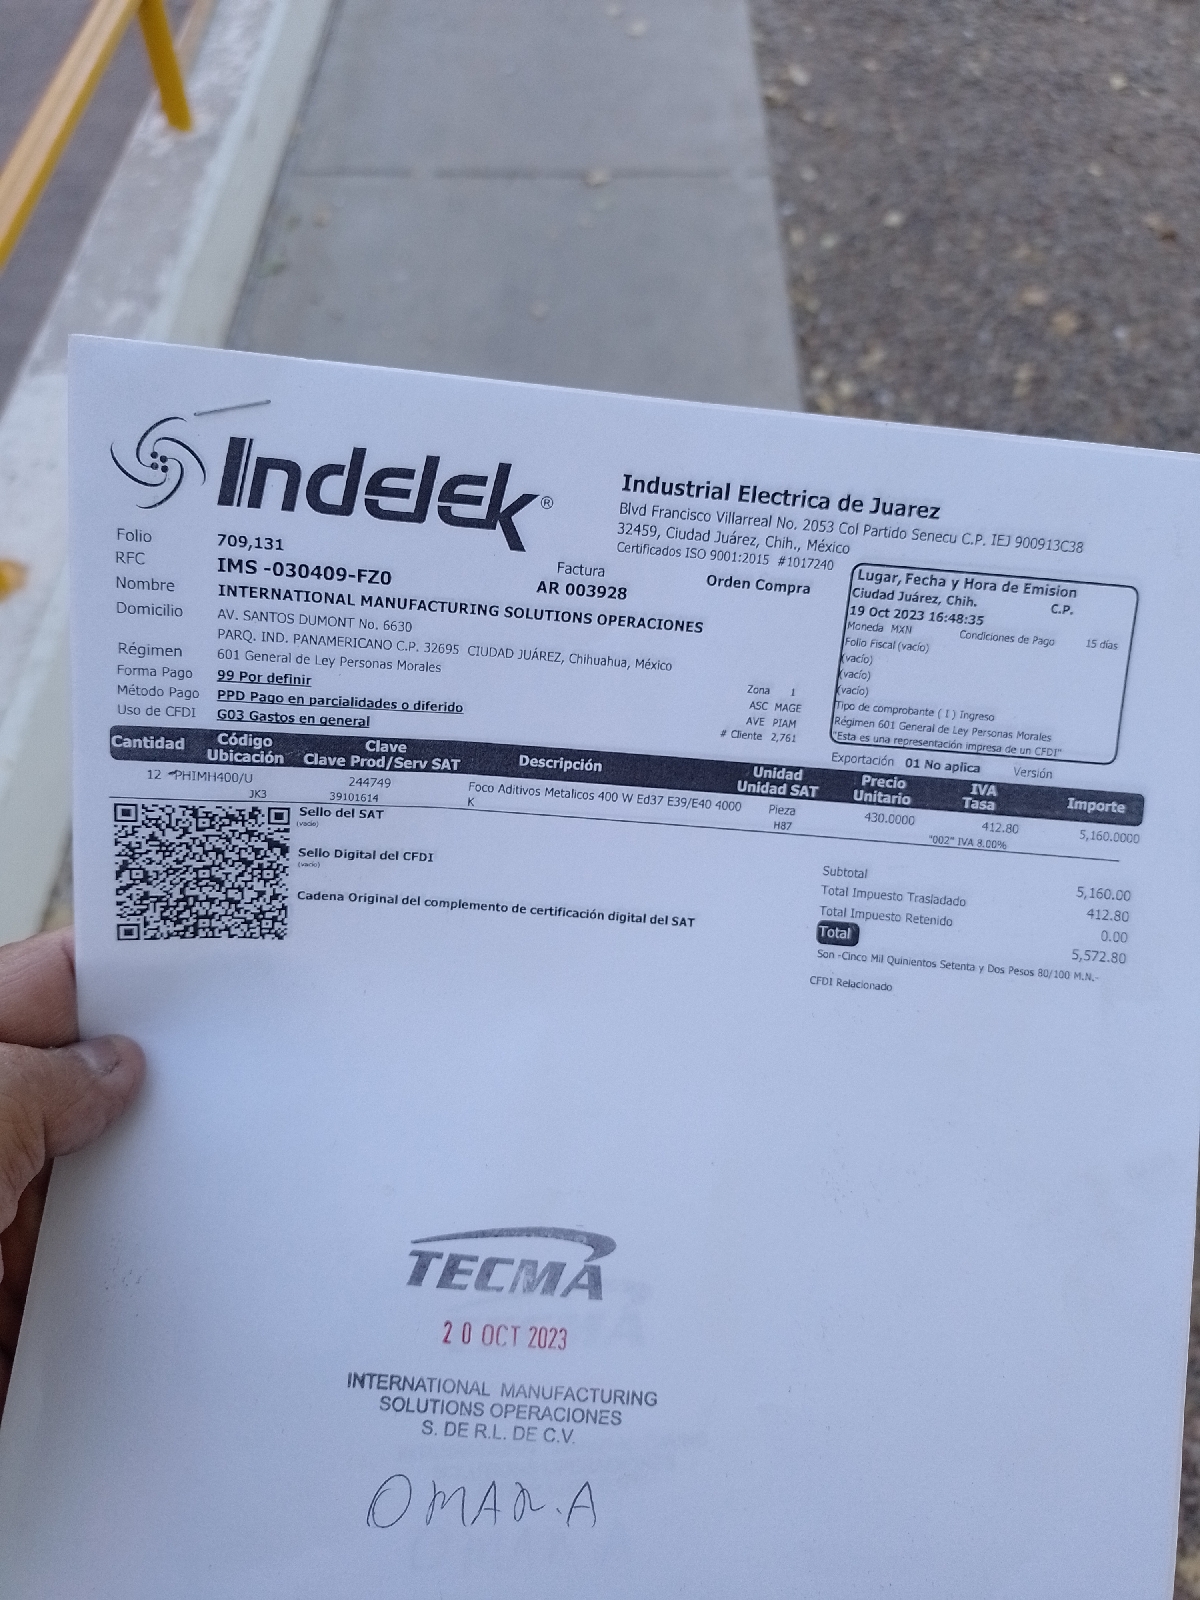 Indelek®
Industrial Electrica de Juarez
Blvd Francisco Villarreal No. 2053 Col Partido Senecu C.P. IEJ 900913C38
32459, Ciudad Juárez, Chih., México
Certificados ISO 9001:2015 #1017240
Folio 709,131
RFC IMS -030409-FZ0
Factura
AR 003928
Orden Compra
Nombre INTERNATIONAL MANUFACTURING SOLUTIONS OPERACIONES
Domicilio AV. SANTOS DUMONT No. 6630
PARQ. IND. PANAMERICANO C.P. 32695 CIUDAD JUÁREZ, Chihuahua, México
Régimen 601 General de Ley Personas Morales
Forma Pago 99 Por definir
Método Pago PPD Pago en parcialidades o diferido
Uso de CFDI G03 Gastos en general
Zona 1
ASC MAGE
AVE PIAM
# Cliente 2,761
Lugar, Fecha y Hora de Emision
Ciudad Juárez, Chih. C.P.
19 Oct 2023 16:48:35
Moneda MXN Condiciones de Pago 15 días
Folio Fiscal (vacío)
(vacío)
(vacío)
(vacío)
Tipo de comprobante ( I ) Ingreso
Régimen 601 General de Ley Personas Morales
"Esta es una representación impresa de un CFDI"
Exportación 01 No aplica Versión
Cantidad Código Ubicación Clave Clave Prod/Serv SAT Descripción Unidad Unidad SAT Precio Unitario IVA Tasa Importe
12 PHIMH400/U 244749 Foco Aditivos Metalicos 400 W Ed37 E39/E40 4000 Pieza 430.0000 412.80 5,160.0000
JK3 39101614 K H87 "002" IVA 8.00%
Sello del SAT
(vacío)
Sello Digital del CFDI
(vacío)
Cadena Original del complemento de certificación digital del SAT
Subtotal 5,160.00
Total Impuesto Trasladado 412.80
Total Impuesto Retenido 0.00
Total 5,572.80
Son -Cinco Mil Quinientos Setenta y Dos Pesos 80/100 M.N.-
CFDI Relacionado
TECMA
20 OCT 2023
INTERNATIONAL MANUFACTURING
SOLUTIONS OPERACIONES
S. DE R.L. DE C.V.
OMAR.A